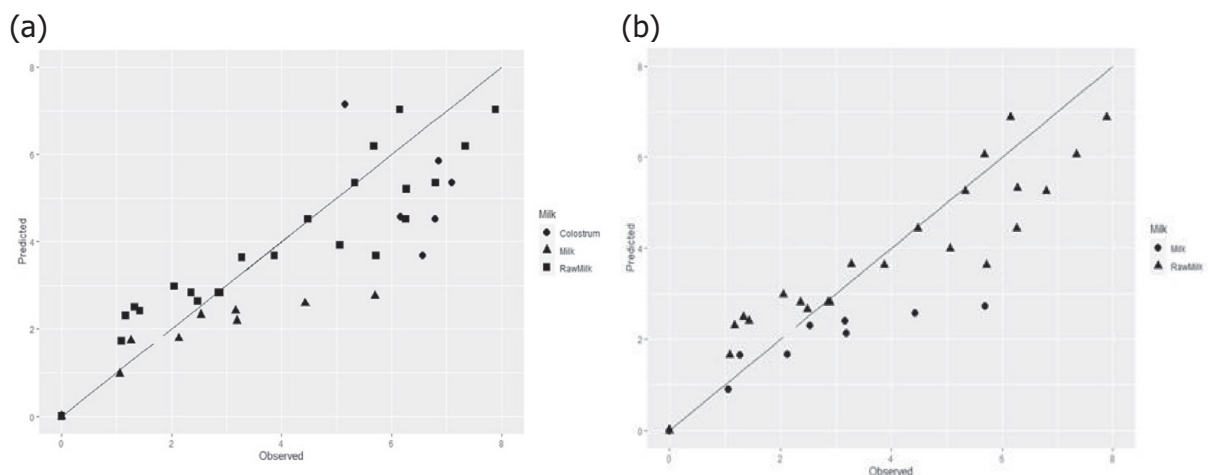 (a)
8
6
4
2
0
Predicted
0 2 4 6 8
Observed
Milk
Colostrum
Milk
RawMilk
(b)
8
6
4
2
0
Predicted
0 2 4 6 8
Observed
Milk
Milk
RawMilk